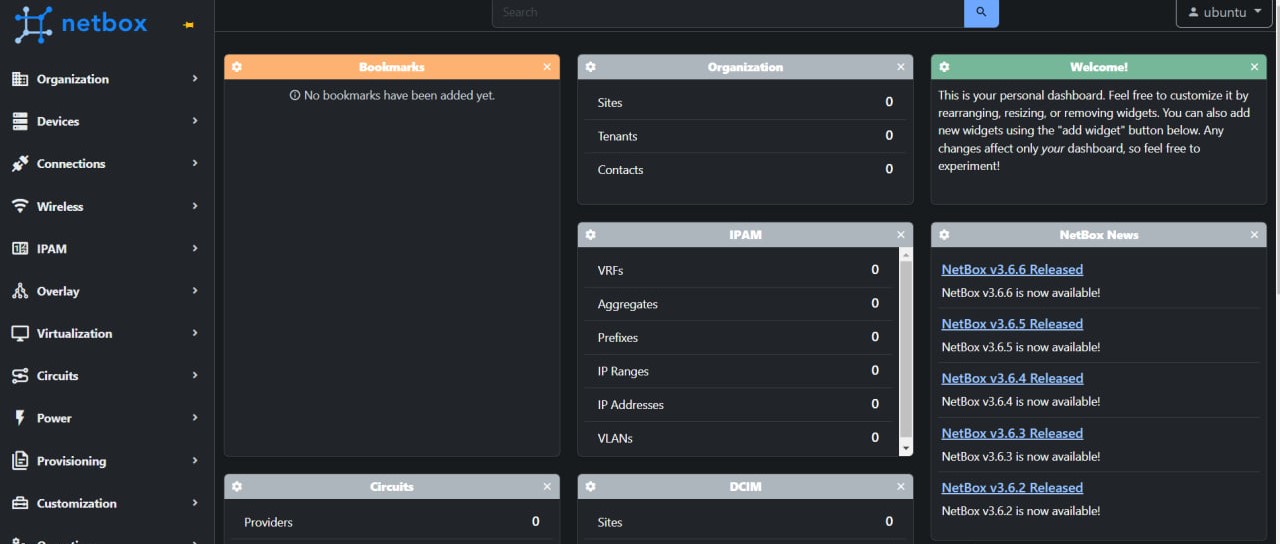 netbox
Search
ubuntu
Organization
Devices
Connections
Wireless
IPAM
Overlay
Virtualization
Circuits
Power
Provisioning
Customization
Bookmarks
No bookmarks have been added yet.
Organization
Sites 0
Tenants 0
Contacts 0
Welcome!
This is your personal dashboard. Feel free to customize it by
rearranging, resizing, or removing widgets. You can also add
new widgets using the "add widget" button below. Any
changes affect only your dashboard, so feel free to
experiment!
IPAM
VRFs 0
Aggregates 0
Prefixes 0
IP Ranges 0
IP Addresses 0
VLANs 0
NetBox News
NetBox v3.6.6 Released
NetBox v3.6.6 is now available!
NetBox v3.6.5 Released
NetBox v3.6.5 is now available!
NetBox v3.6.4 Released
NetBox v3.6.4 is now available!
NetBox v3.6.3 Released
NetBox v3.6.3 is now available!
NetBox v3.6.2 Released
NetBox v3.6.2 is now available!
Circuits
Providers 0
DCIM
Sites 0